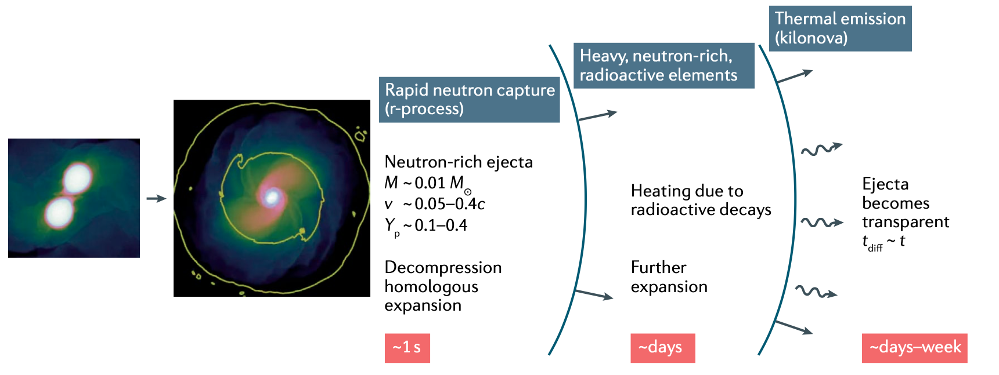 Rapid neutron capture
(r-process)
Neutron-rich ejecta
M ~ 0.01 M☉
v ~ 0.05–0.4c
Yp ~ 0.1–0.4
Decompression
homologous
expansion
~1 s
Heavy, neutron-rich,
radioactive elements
Heating due to
radioactive decays
Further
expansion
~days
Thermal emission
(kilonova)
Ejecta
becomes
transparent
tdiff ~ t
~days–week